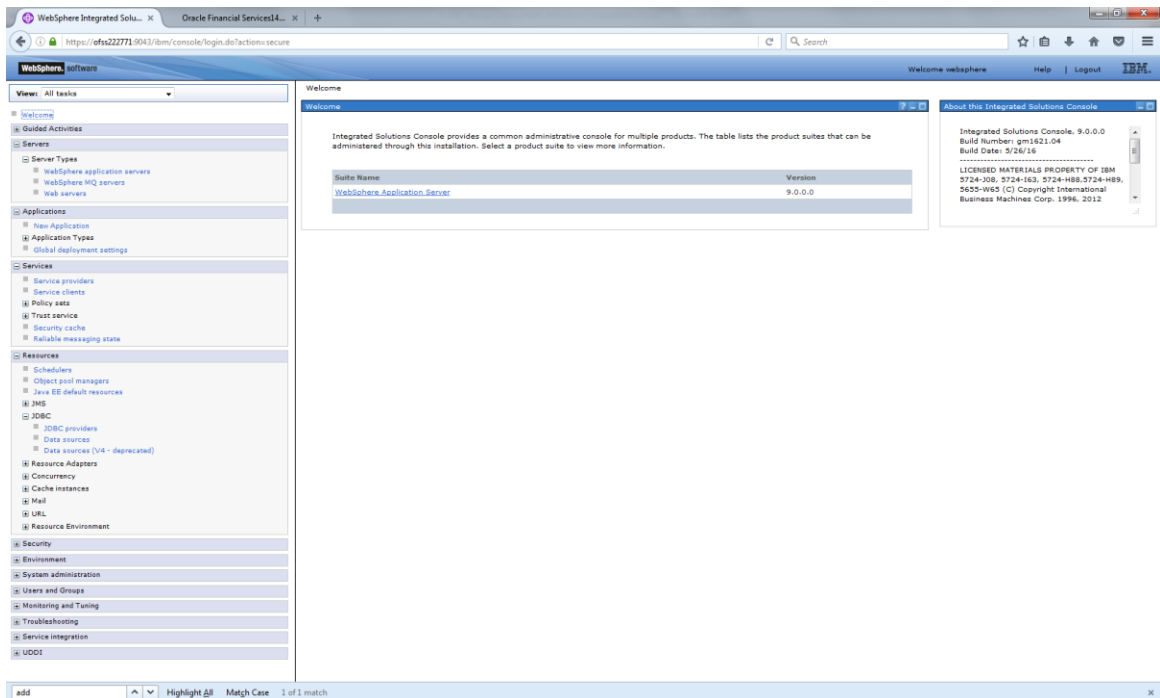 WebSphere Integrated Solu...
Oracle Financial Services14...
https://ofss222771:9043/ibm/console/login.do?action=secure
Search
WebSphere. software
Welcome websphere
Help | Logout
IBM.
View: All tasks
Welcome
Guided Activities
Servers
Server Types
WebSphere application servers
WebSphere MQ servers
Web servers
Applications
New Application
Application Types
Global deployment settings
Services
Service providers
Service clients
Policy sets
Trust service
Security cache
Reliable messaging state
Resources
Schedulers
Object pool managers
Java EE default resources
JMS
JDBC
JDBC providers
Data sources
Data sources (V4 - deprecated)
Resource Adapters
Concurrency
Cache instances
Mail
URL
Resource Environment
Security
Environment
System administration
Users and Groups
Monitoring and Tuning
Troubleshooting
Service integration
UDDI
Welcome
Welcome
Integrated Solutions Console provides a common administrative console for multiple products. The table lists the product suites that can be
administered through this installation. Select a product suite to view more information.
Suite Name Version
WebSphere Application Server 9.0.0.0
About this Integrated Solutions Console
Integrated Solutions Console, 9.0.0.0
Build Number: gm1621.04
Build Date: 5/26/16
----------------------------------------
LICENSED MATERIALS PROPERTY OF IBM
5724-J08, 5724-I63, 5724-H88,5724-H89,
5655-W65 (C) Copyright International
Business Machines Corp. 1996, 2012
add
Highlight All Match Case 1 of 1 match